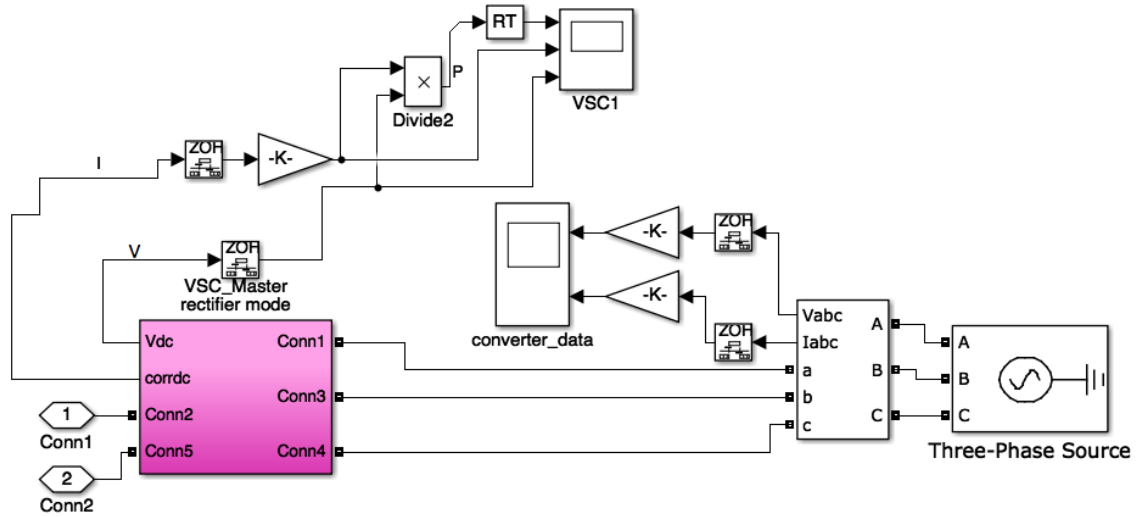 RT
P
×
Divide2
VSC1
I
ZOH
-K-
V
ZOH
VSC_Master
rectifier mode
-K-
ZOH
-K-
ZOH
converter_data
Vdc
corrdc
Conn2
Conn5
Conn1
Conn3
Conn4
1
Conn1
2
Conn2
Vabc
Iabc
a
b
c
A
B
C
A
B
C
Three-Phase Source